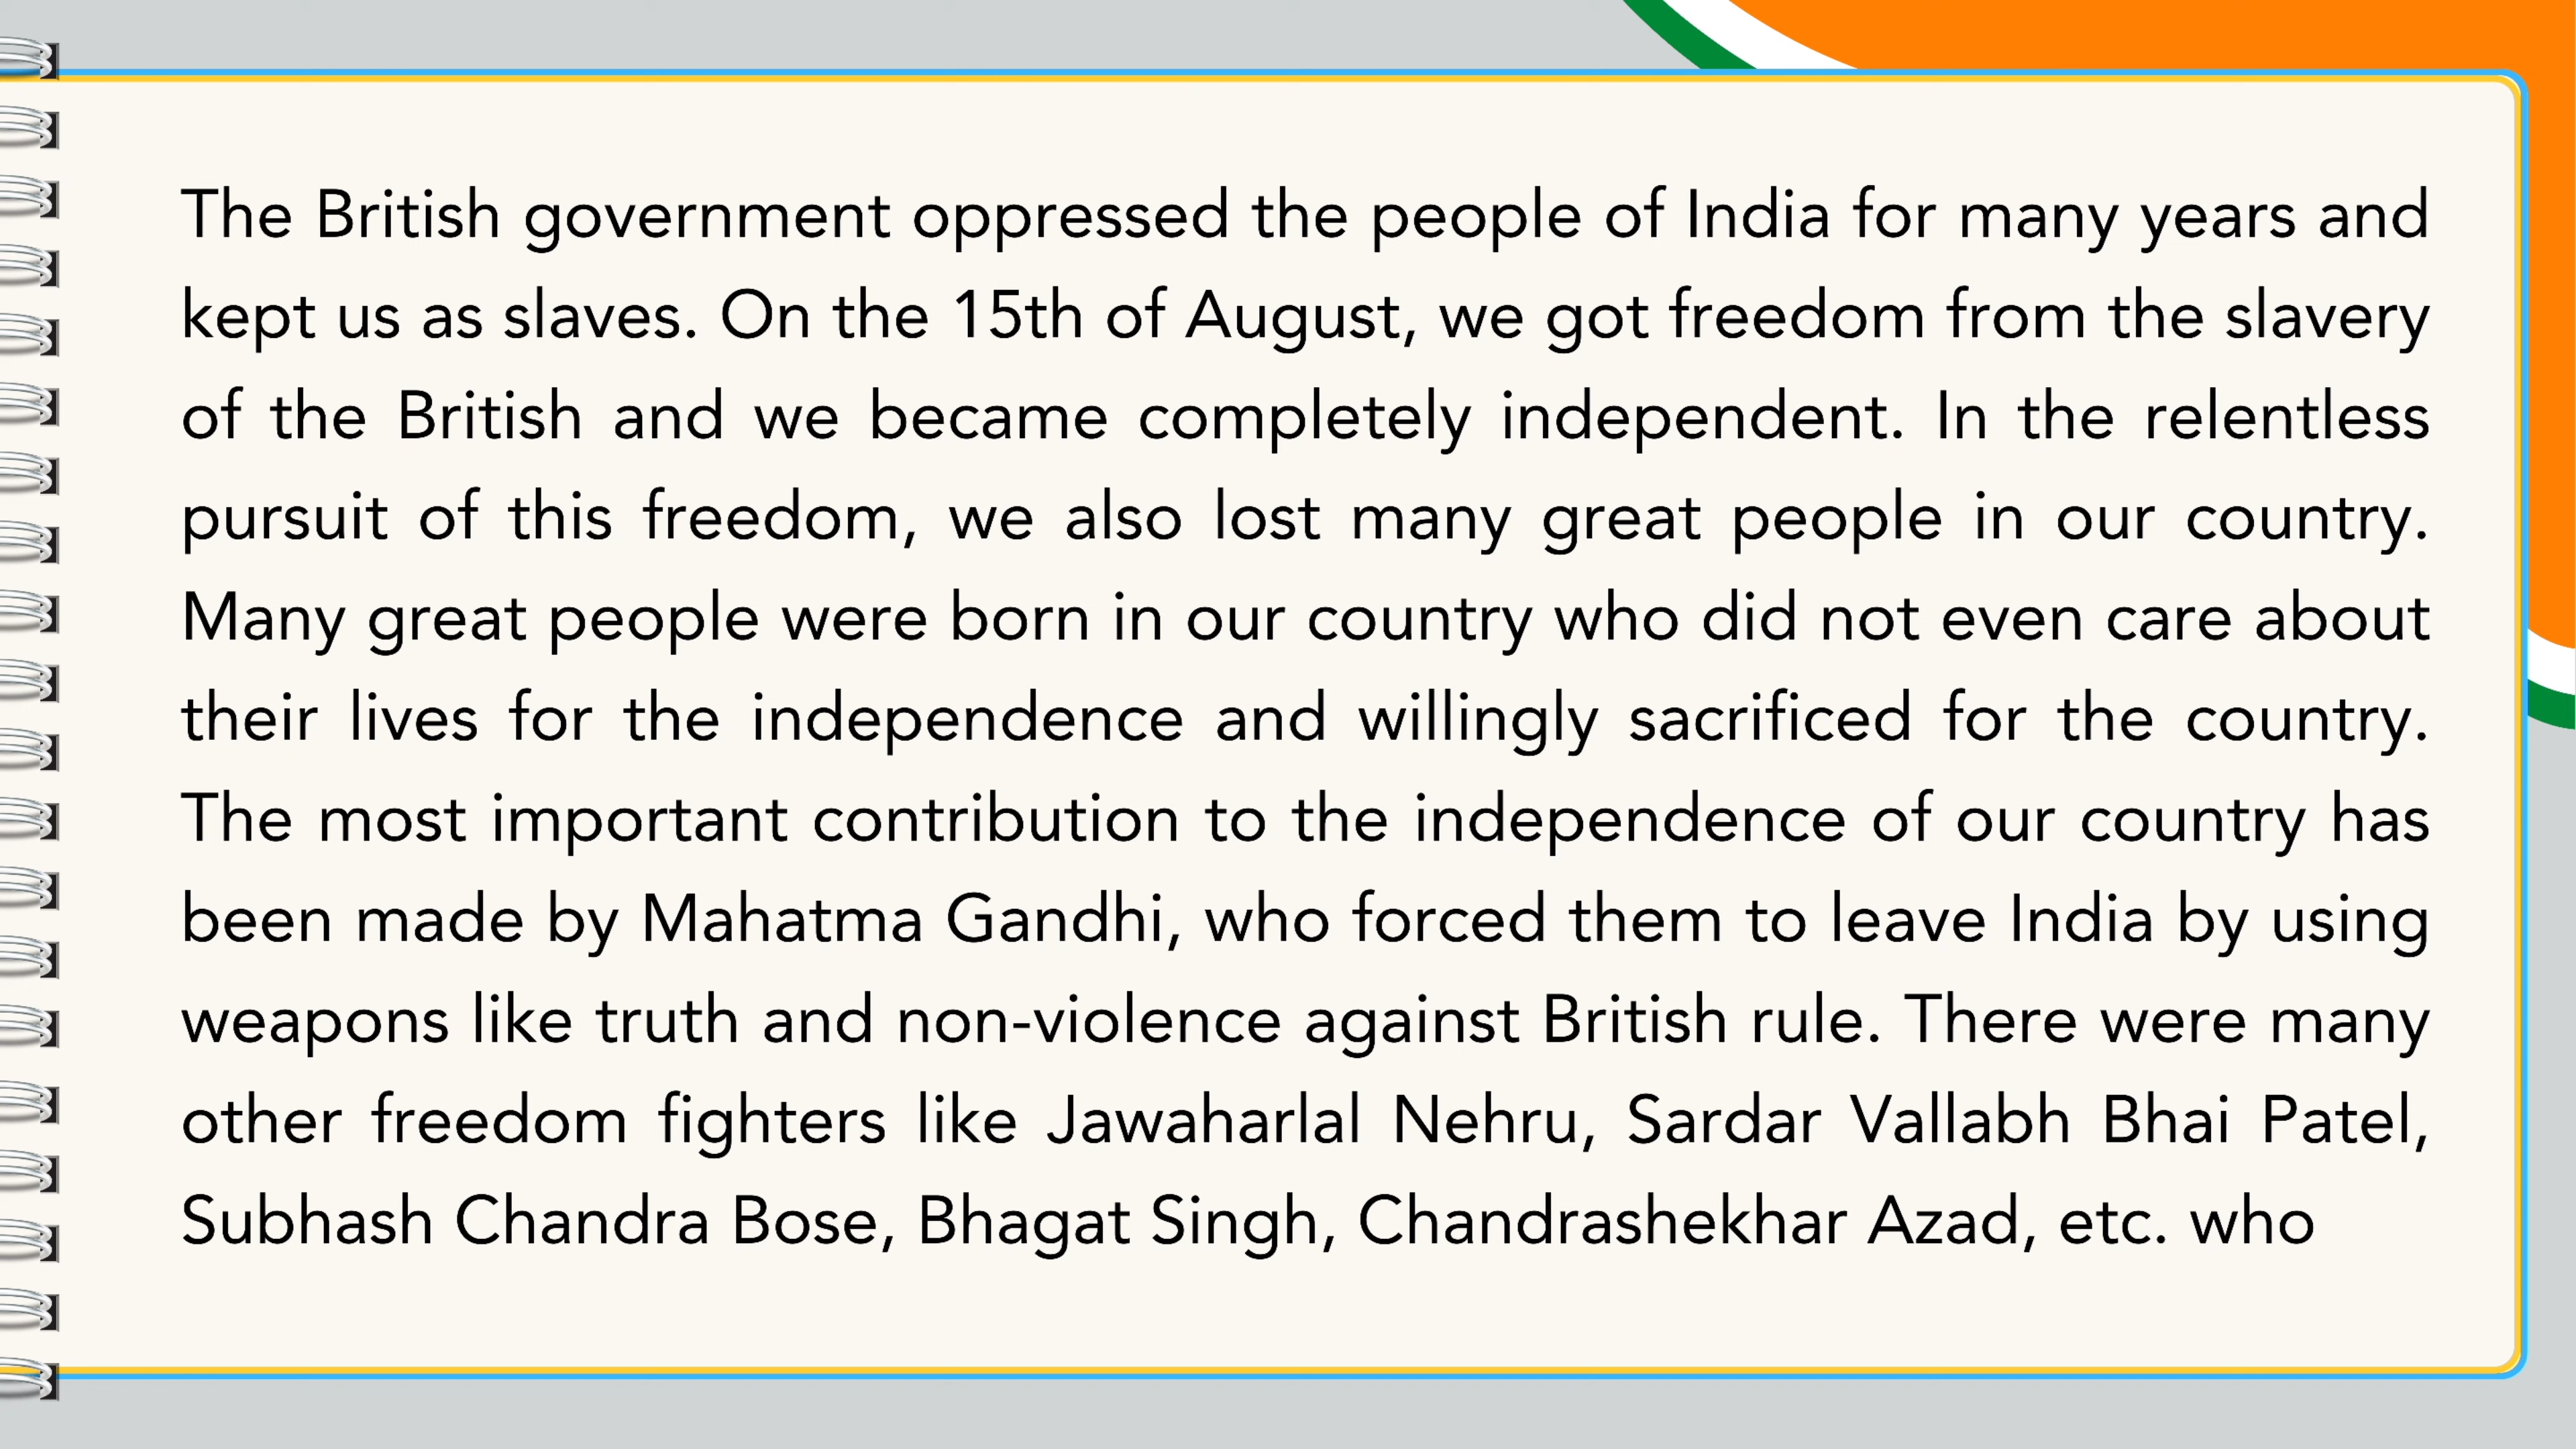 The British government oppressed the people of India for many years and
kept us as slaves. On the 15th of August, we got freedom from the slavery
of the British and we became completely independent. In the relentless
pursuit of this freedom, we also lost many great people in our country.
Many great people were born in our country who did not even care about
their lives for the independence and willingly sacrificed for the country.
The most important contribution to the independence of our country has
been made by Mahatma Gandhi, who forced them to leave India by using
weapons like truth and non-violence against British rule. There were many
other freedom fighters like Jawaharlal Nehru, Sardar Vallabh Bhai Patel,
Subhash Chandra Bose, Bhagat Singh, Chandrashekhar Azad, etc. who